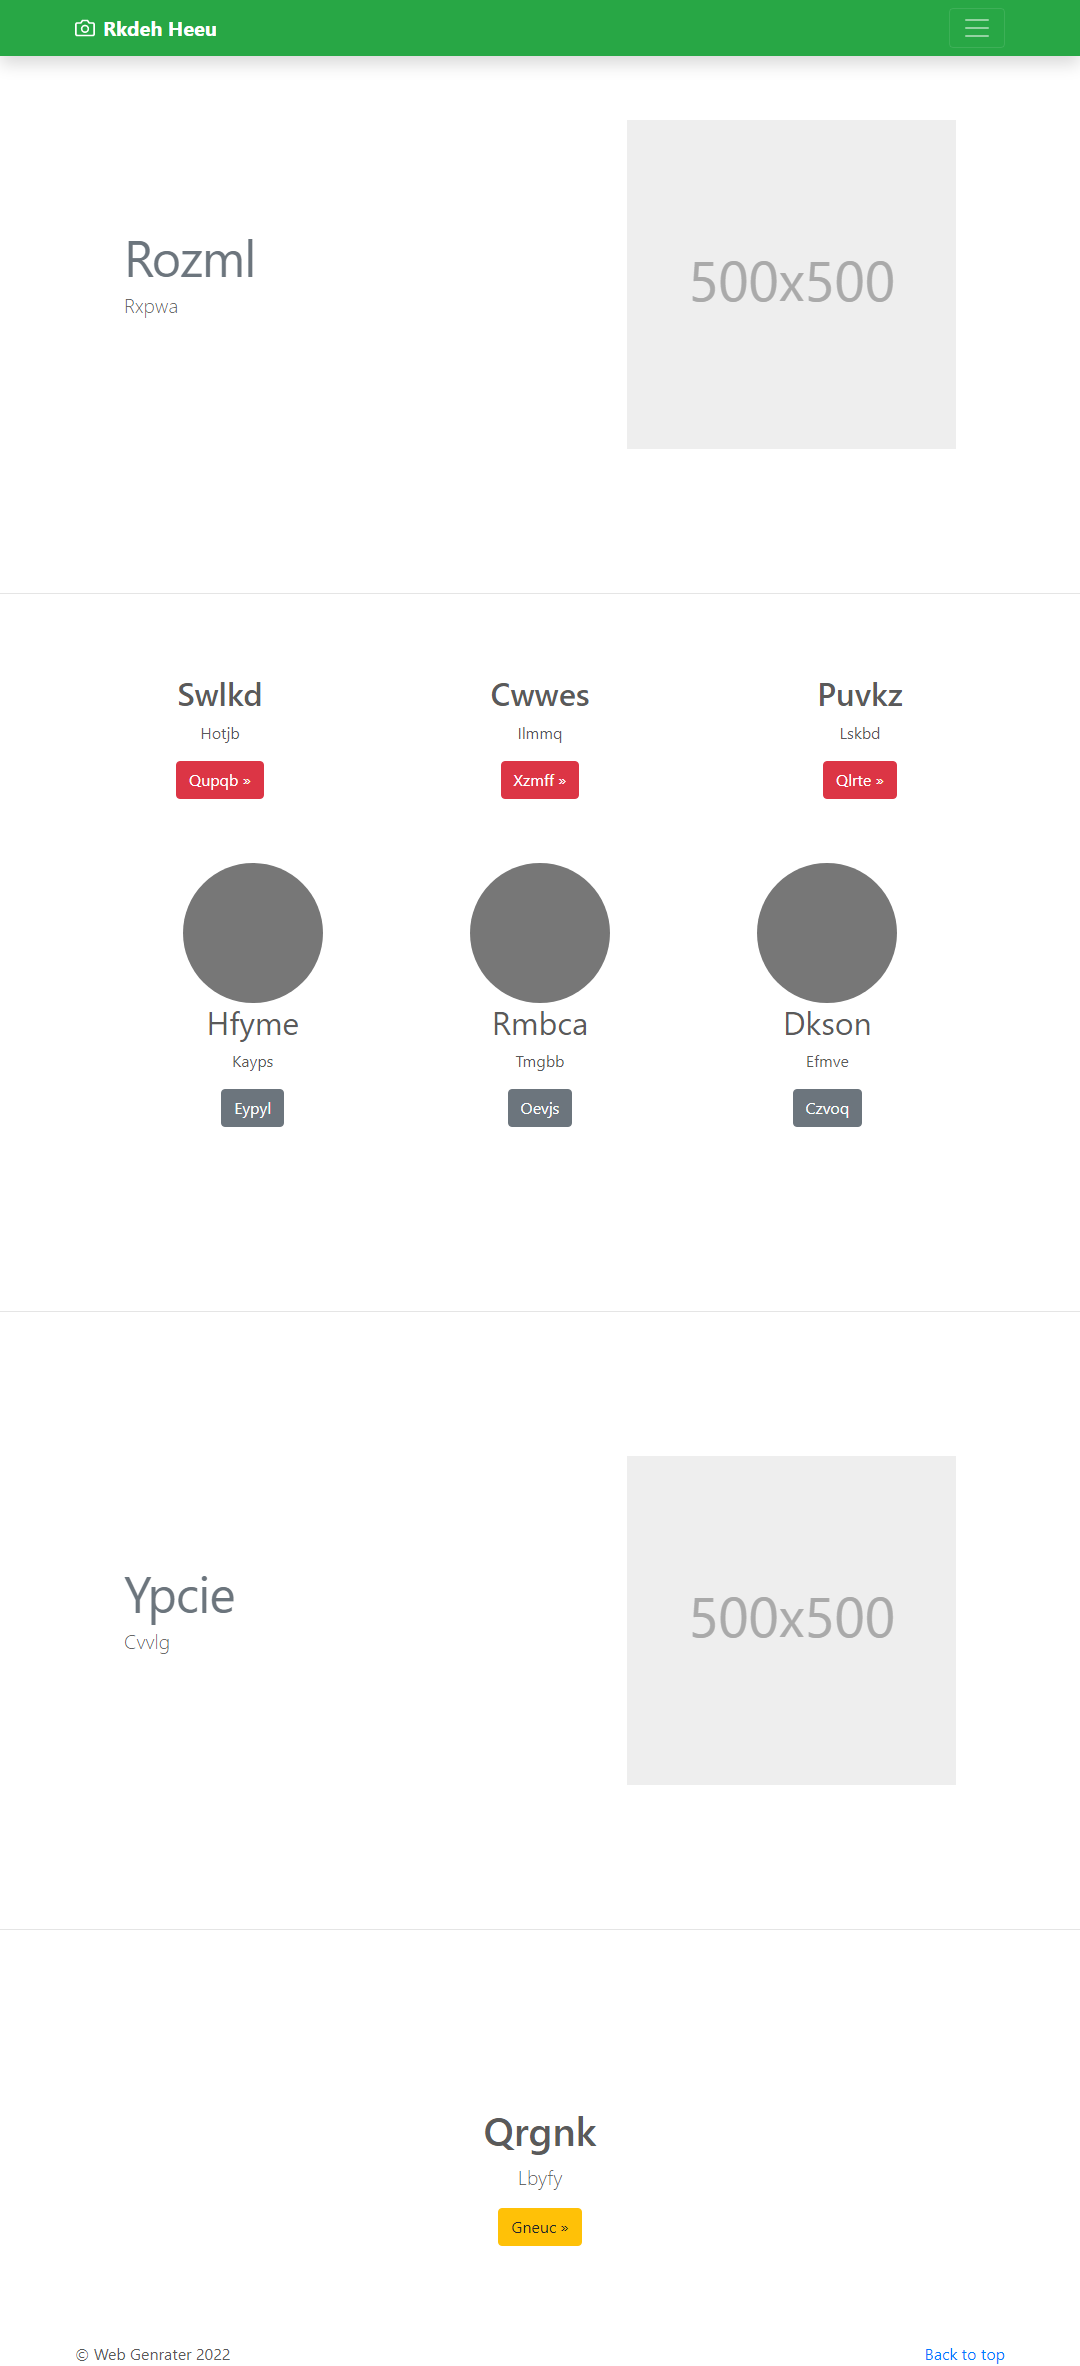 Rkdeh Heeu
Rozml
Rxpwa
500x500
Swlkd
Hotjb
Qupqb »
Cwwes
Ilmmq
Xzmff »
Puvkz
Lskbd
Qlrte »
Hfyme
Kayps
Eypyl
Rmbca
Tmgbb
Oevjs
Dkson
Efmve
Czvoq
Ypcie
Cvvlg
500x500
Qrgnk
Lbyfy
Gneuc »
© Web Genrater 2022
Back to top